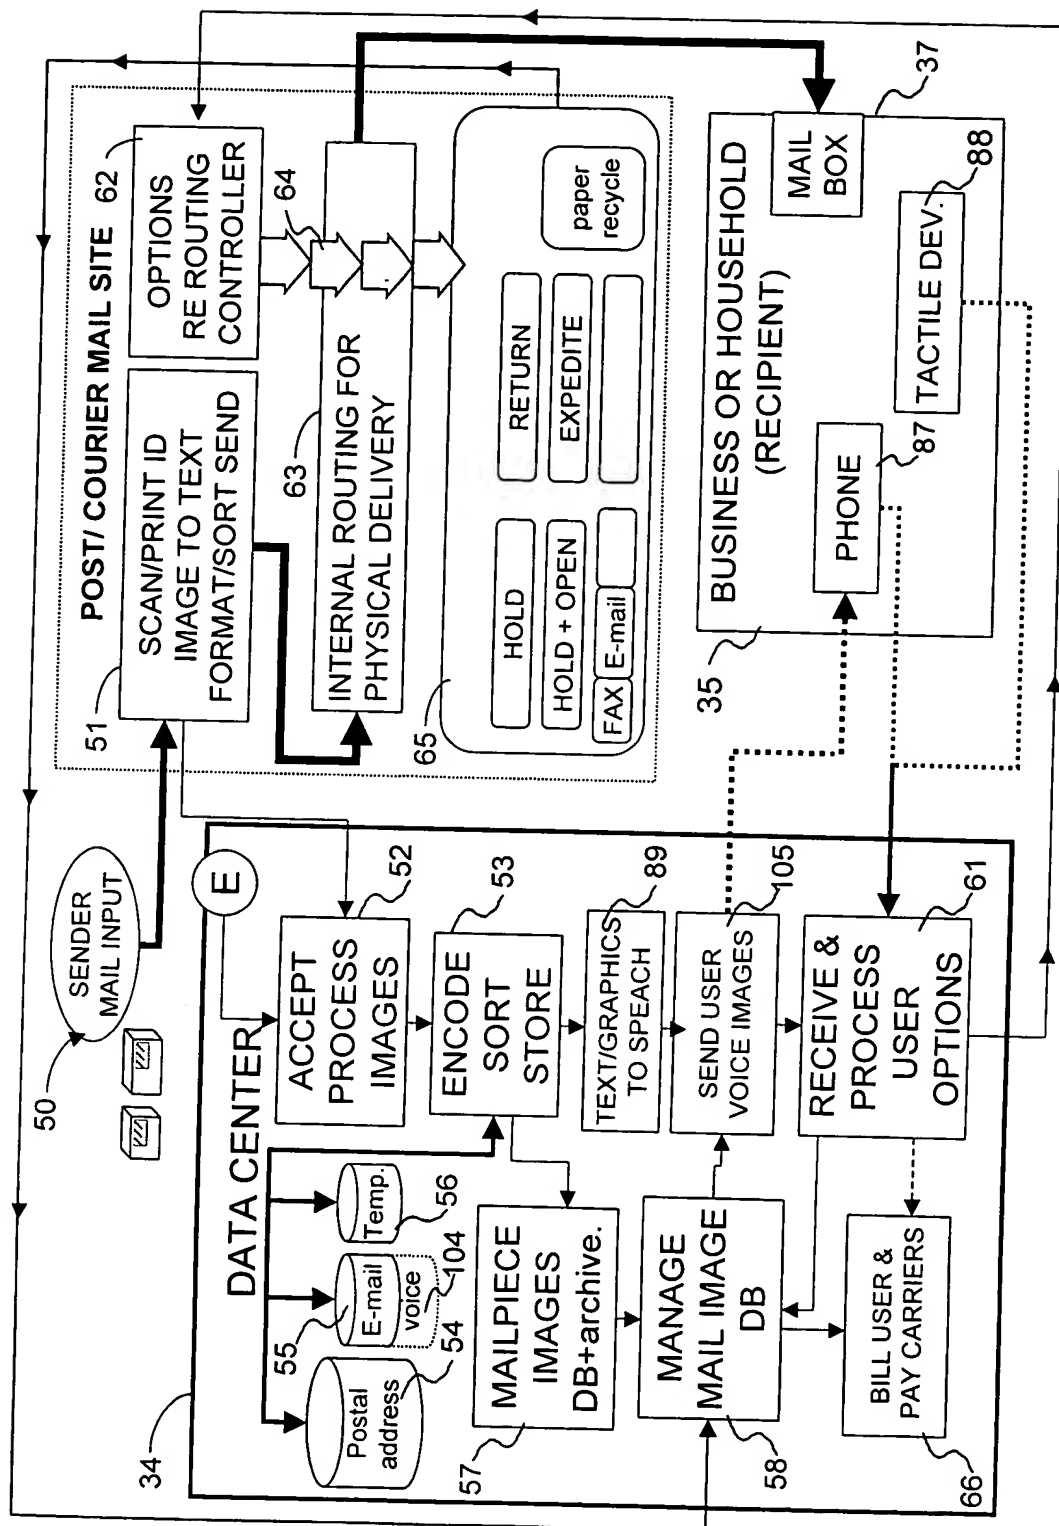 50
SENDER
MAIL INPUT
POST/ COURIER MAIL SITE
51
SCAN/PRINT ID
IMAGE TO TEXT
FORMAT/SORT SEND
62
OPTIONS
RE ROUTING
CONTROLLER
63
64
INTERNAL ROUTING FOR
PHYSICAL DELIVERY
65
HOLD
RETURN
HOLD + OPEN
EXPEDITE
FAX
E-mail
paper
recycle
34
DATA CENTER
E
55
Postal
address
54
E-mail
voice
104
Temp.
56
ACCEPT
PROCESS
IMAGES
52
ENCODE
SORT
STORE
53
57
MAILPIECE
IMAGES
DB+archive.
TEXT/GRAPHICS
TO SPEACH
89
58
MANAGE
MAIL IMAGE
DB
SEND USER
VOICE IMAGES
105
66
BILL USER &
PAY CARRIERS
RECEIVE &
PROCESS
USER
OPTIONS
61
35
BUSINESS OR HOUSEHOLD
(RECIPIENT)
MAIL
BOX
37
PHONE
87
TACTILE DEV.
88